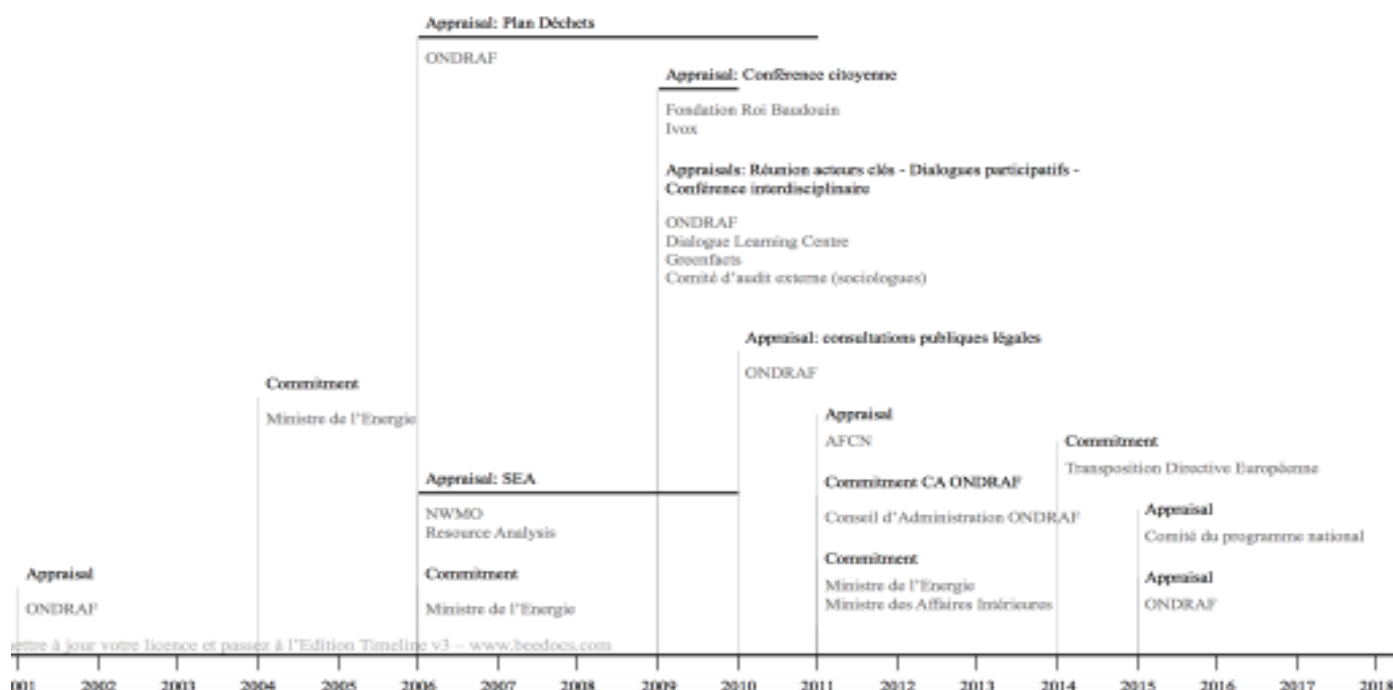 Appraisal: Plan Déchets
ONDRAF
Appraisal: Conférence citoyenne
Fondation Roi Baudouin
Ivox
Appraisals: Réunion acteurs clés - Dialogues participatifs -
Conférence interdisciplinaire
ONDRAF
Dialogue Learning Centre
Greenfacts
Comité d'audit externe (sociologues)
Appraisal: consultations publiques légales
ONDRAF
Commitment
Ministre de l'Energie
Appraisal
AFCN
Commitment
Transposition Directive Européenne
Appraisal: SEA
NWMO
Resource Analysis
Commitment CA ONDRAF
Conseil d'Administration ONDRAF
Appraisal
Comité du programme national
Commitment
Ministre de l'Energie
Ministre des Affaires Intérieures
Appraisal
ONDRAF
Commitment
Ministre de l'Energie
Appraisal
ONDRAF
ettre à jour votre licence et passez à l'Edition Timeline v3 – www.beedocs.com
001 2002 2003 2004 2005 2006 2007 2008 2009 2010 2011 2012 2013 2014 2015 2016 2017 2018